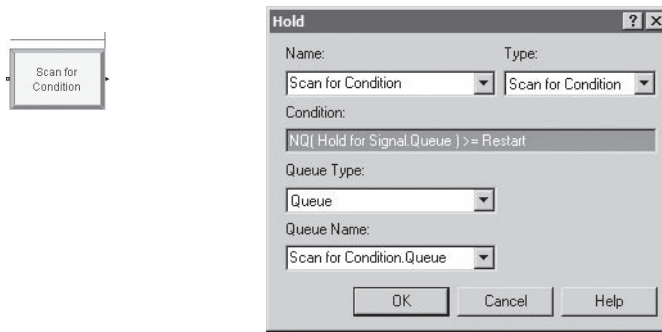 Scan for
Condition
Hold
Name:
Type:
Scan for Condition
Scan for Condition
Condition:
NQ( Hold for Signal.Queue ) >= Restart
Queue Type:
Queue
Queue Name:
Scan for Condition.Queue
OK
Cancel
Help